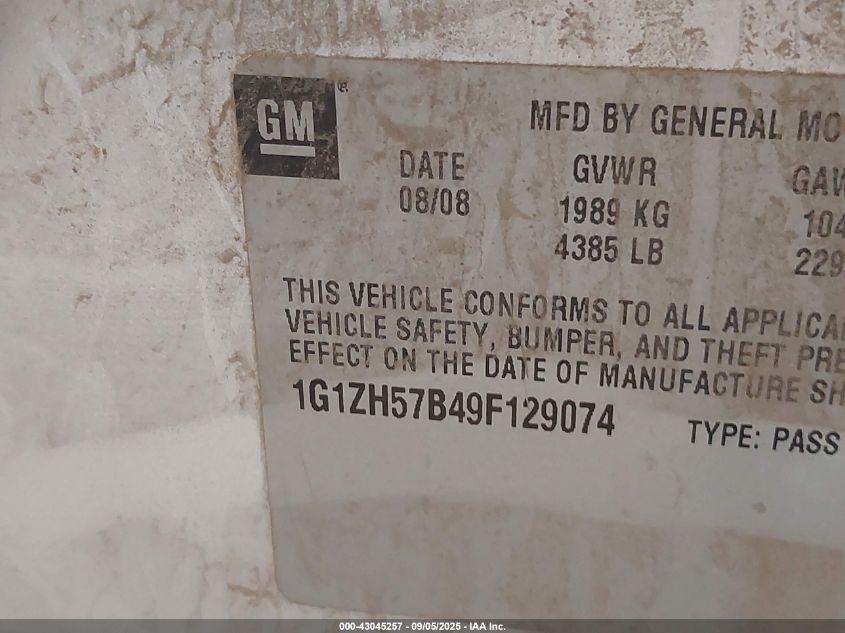 GM ®
MFD BY GENERAL MO
DATE GVWR GAW
08/08 1989 KG 104
4385 LB 229
THIS VEHICLE CONFORMS TO ALL APPLICA
VEHICLE SAFETY, BUMPER, AND THEFT PRE
EFFECT ON THE DATE OF MANUFACTURE SH
1G1ZH57B49F129074 TYPE: PASS
000-43045257 - 09/05/2025 - IAA Inc.